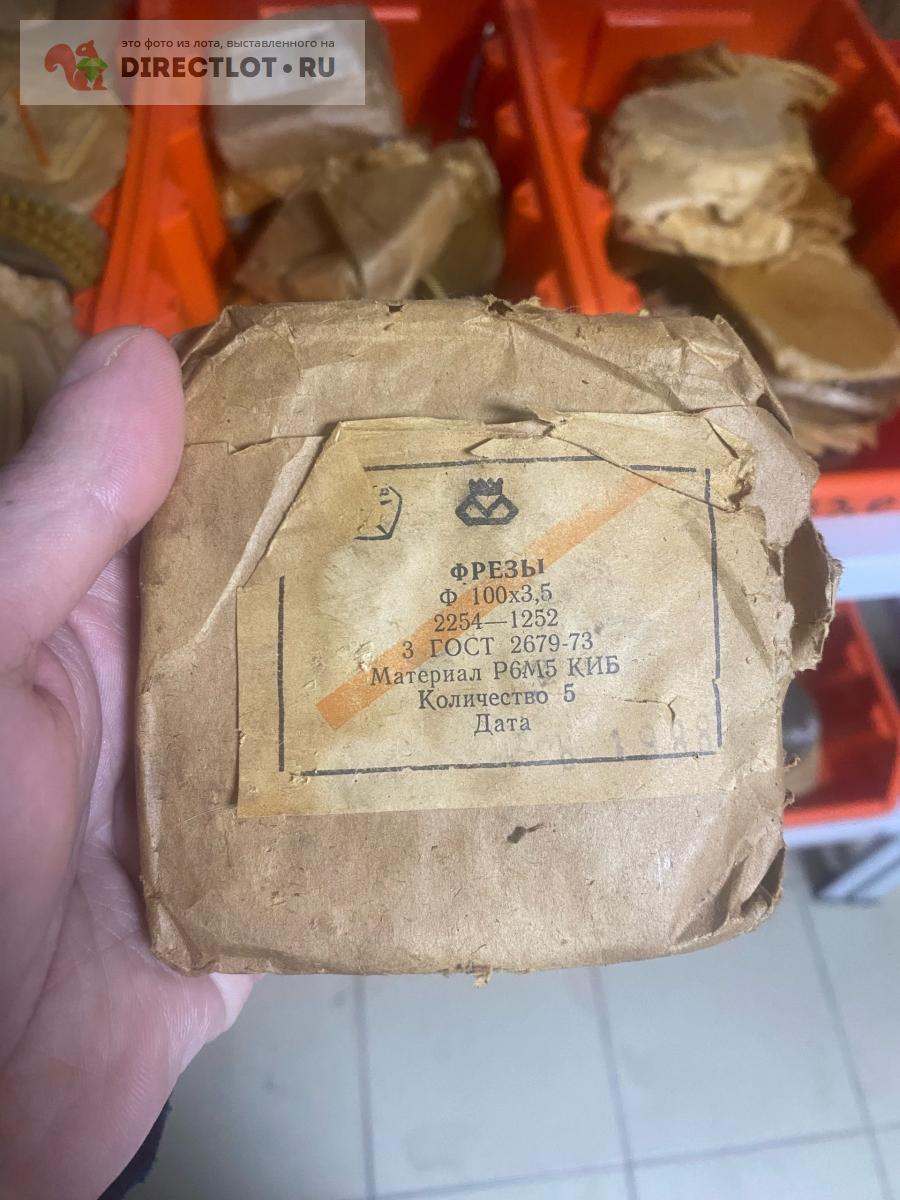 это фото из лота, выставленного на
DIRECTLOT.RU
ФРЕЗЫ
Ф 100х3,5
2254—1252
3 ГОСТ 2679-73
Материал Р6М5 КИБ
Количество 5
Дата
1988